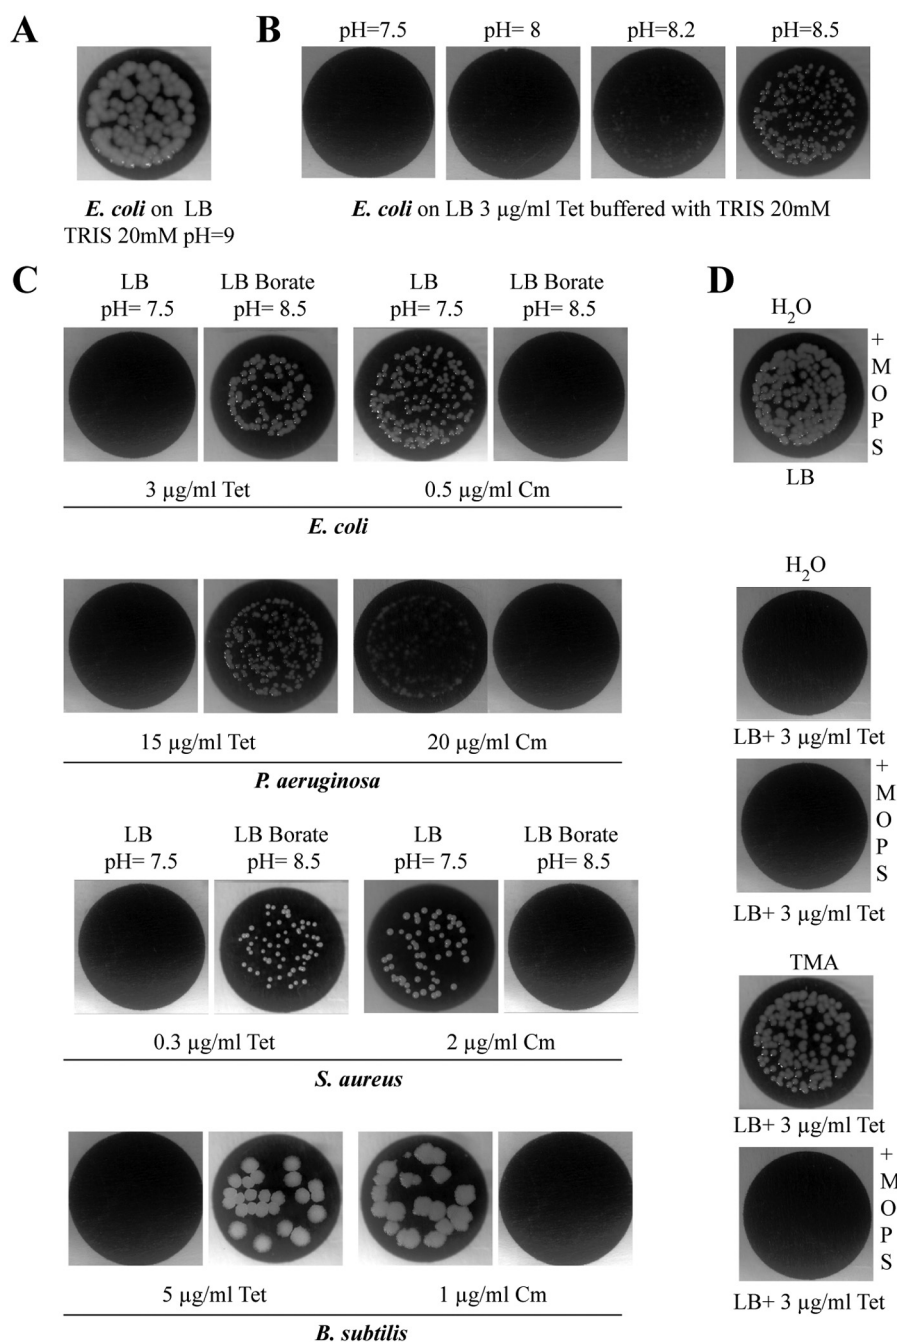 A
E. coli on LB
TRIS 20mM pH=9
B
pH=7.5 pH= 8 pH=8.2 pH=8.5
E. coli on LB 3 µg/ml Tet buffered with TRIS 20mM
C
LB LB Borate LB LB Borate
pH= 7.5 pH= 8.5 pH= 7.5 pH= 8.5
3 µg/ml Tet 0.5 µg/ml Cm
E. coli
15 µg/ml Tet 20 µg/ml Cm
P. aeruginosa
LB LB Borate LB LB Borate
pH= 7.5 pH= 8.5 pH= 7.5 pH= 8.5
0.3 µg/ml Tet 2 µg/ml Cm
S. aureus
5 µg/ml Tet 1 µg/ml Cm
B. subtilis
D
H₂O
+
M
O
P
S
LB
H₂O
LB+ 3 µg/ml Tet
+
M
O
P
S
LB+ 3 µg/ml Tet
TMA
LB+ 3 µg/ml Tet
+
M
O
P
S
LB+ 3 µg/ml Tet